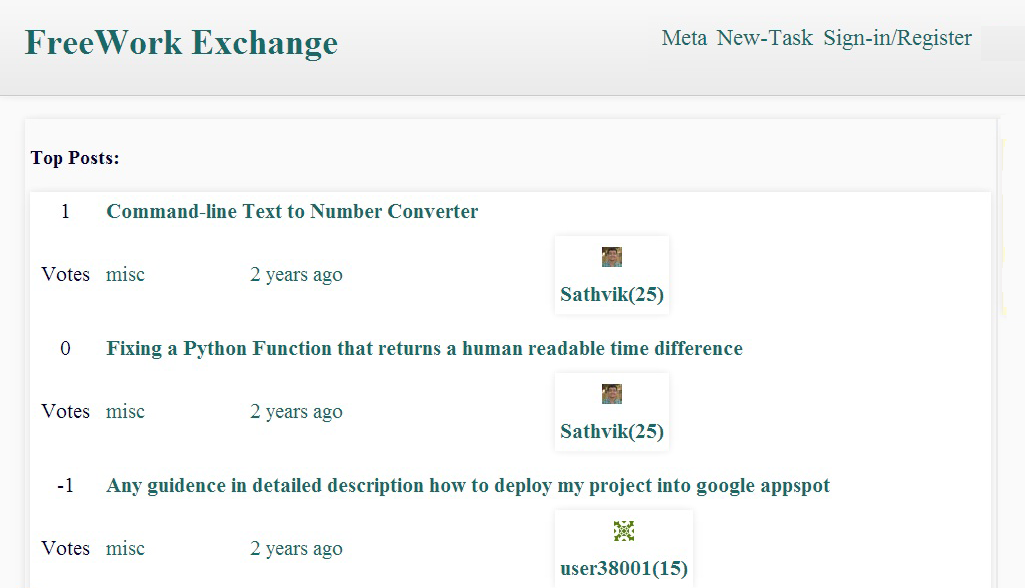 FreeWork Exchange
Meta New-Task Sign-in/Register
Top Posts:
1 Command-line Text to Number Converter
Votes misc 2 years ago
Sathvik(25)
0 Fixing a Python Function that returns a human readable time difference
Votes misc 2 years ago
Sathvik(25)
-1 Any guidence in detailed description how to deploy my project into google appspot
Votes misc 2 years ago
user38001(15)